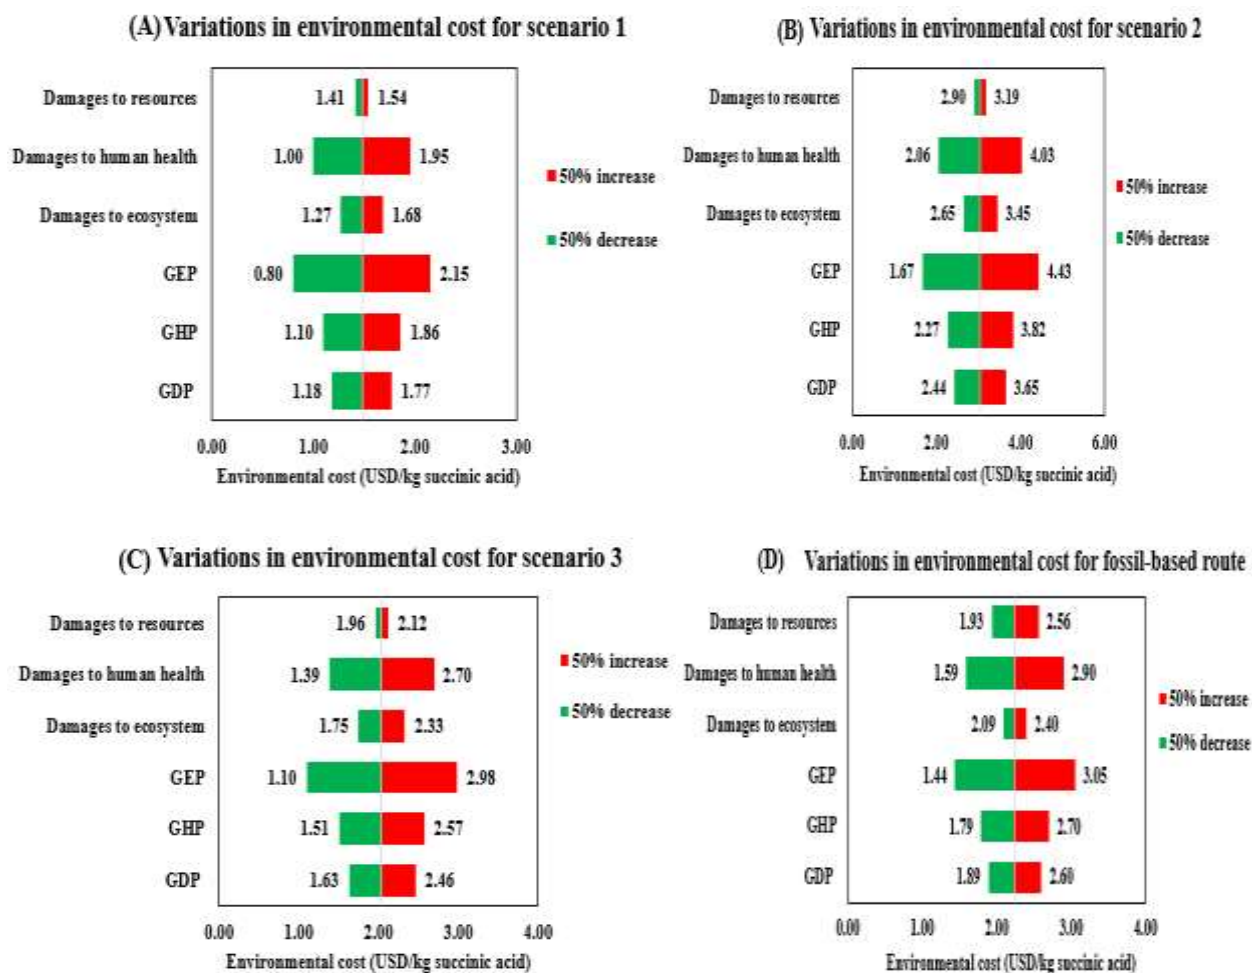 (A) Variations in environmental cost for scenario 1
Damages to resources 1.41 1.54
Damages to human health 1.00 1.95
Damages to ecosystem 1.27 1.68
GEP 0.80 2.15
GHP 1.10 1.86
GDP 1.18 1.77
50% increase
50% decrease
0.00 1.00 2.00 3.00
Environmental cost (USD/kg succinic acid)
(B) Variations in environmental cost for scenario 2
Damages to resources 2.90 3.19
Damages to human health 2.06 4.03
Damages to ecosystem 2.65 3.45
GEP 1.67 4.43
GHP 2.27 3.82
GDP 2.44 3.65
50% increase
50% decrease
0.00 2.00 4.00 6.00
Environmental cost (USD/kg succinic acid)
(C) Variations in environmental cost for scenario 3
Damages to resources 1.96 2.12
Damages to human health 1.39 2.70
Damages to ecosystem 1.75 2.33
GEP 1.10 2.98
GHP 1.51 2.57
GDP 1.63 2.46
50% increase
50% decrease
0.00 1.00 2.00 3.00 4.00
Environmental cost (USD/kg succinic acid)
(D) Variations in environmental cost for fossil-based route
Damages to resources 1.93 2.56
Damages to human health 1.59 2.90
Damages to ecosystem 2.09 2.40
GEP 1.44 3.05
GHP 1.79 2.70
GDP 1.89 2.60
50% increase
50% decrease
0.00 1.00 2.00 3.00 4.00
Environmental cost (USD/kg succinic acid)